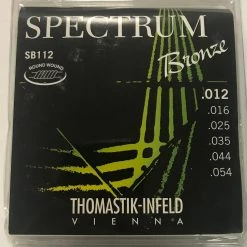 SPECTRUM
Bronze
SB112
ROUND WOUND
.012
.016
.025
.035
.044
.054
THOMASTIK-INFELD
VIENNA